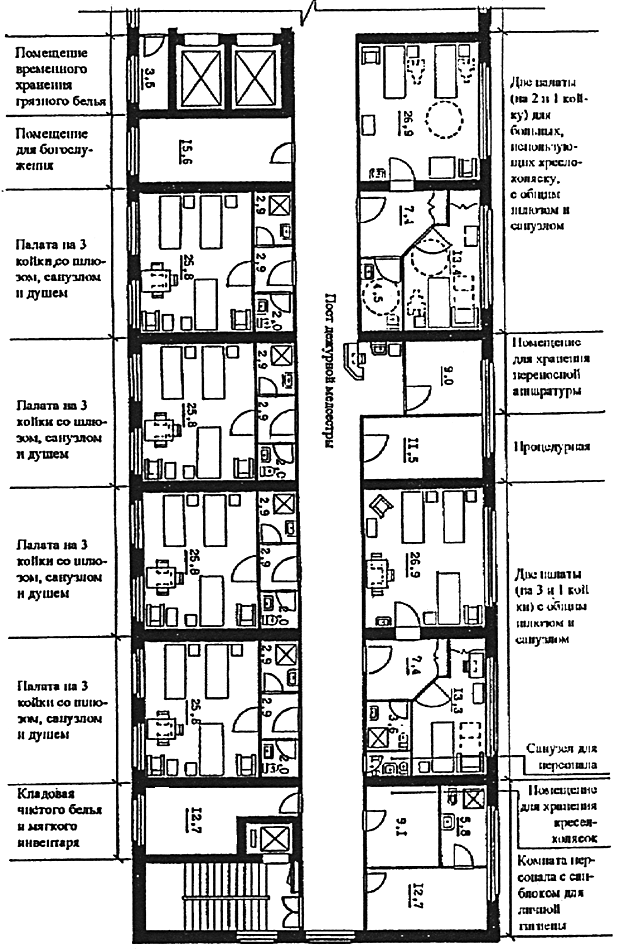 Помещение
временного
хранения
грязного белья
Помещение
для богослу-
жения
Палата на 3
койки,со шлю-
зом, санузлом
и душем
Палата на 3
койки со шлю-
зом, санузлом
и душем
Палата на 3
койки со шлю-
зом, санузлом
и душем
Палата на 3
койки со шлю-
зом, санузлом
и душем
Кладовая
чистого белья
и мягкого
инвентаря
3,5
15,6
2,9
25,8
2,9
2,0
2,9
25,8
2,9
2,0
2,9
25,8
2,9
2,0
2,9
25,8
2,9
2,0
12,7
Пост дежурной медсестры
26,9
7,1
13,4
4,5
9,0
11,5
26,9
7,4
13,3
3,6
9,1
5,8
12,7
Две палаты
(на 2 и 1 кой-
ку) для
больных,
использую-
щих кресло-
коляску,
с общим
шлюзом и
санузлом
Помещение
для хранения
переносной
аппаратуры
Процедурная
Две палаты
(на 3 и 1 кой
ки) с общим
шлюзом и
санузлом
Санузел для
персонала
Помещение
для хранения
кресел-
колясок
Комната пер-
сонала с сан-
блоком для
личной
гигиены